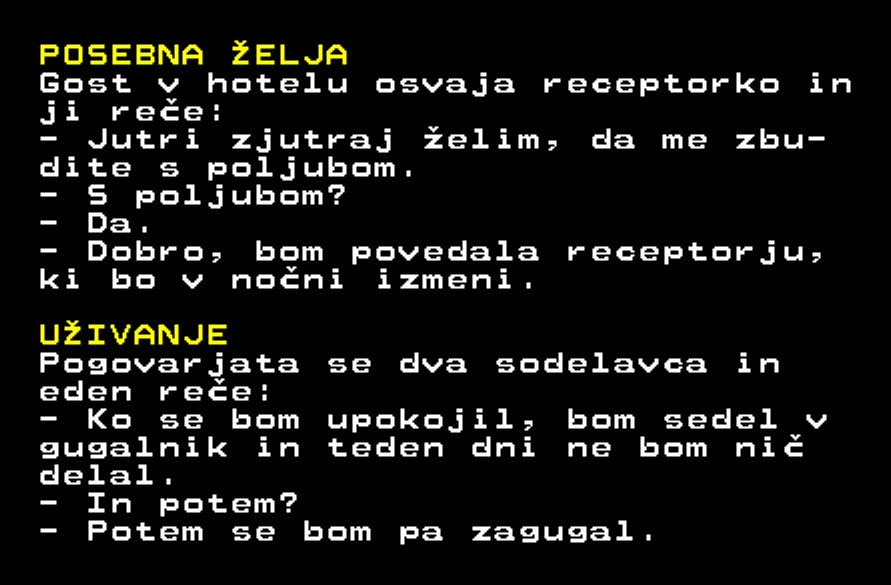 POSEBNA ŽELJA
Gost v hotelu osvaja receptorko in
ji reče:
- Jutri zjutraj želim, da me zbu-
dite s poljubom.
- S poljubom?
- Da.
- Dobro, bom povedala receptorju,
ki bo v nočni izmeni.
UŽIVANJE
Pogovarjata se dva sodelavca in
eden reče:
- Ko se bom upokojil, bom sedel v
gugalnik in teden dni ne bom nič
delal.
- In potem?
- Potem se bom pa zagugal.